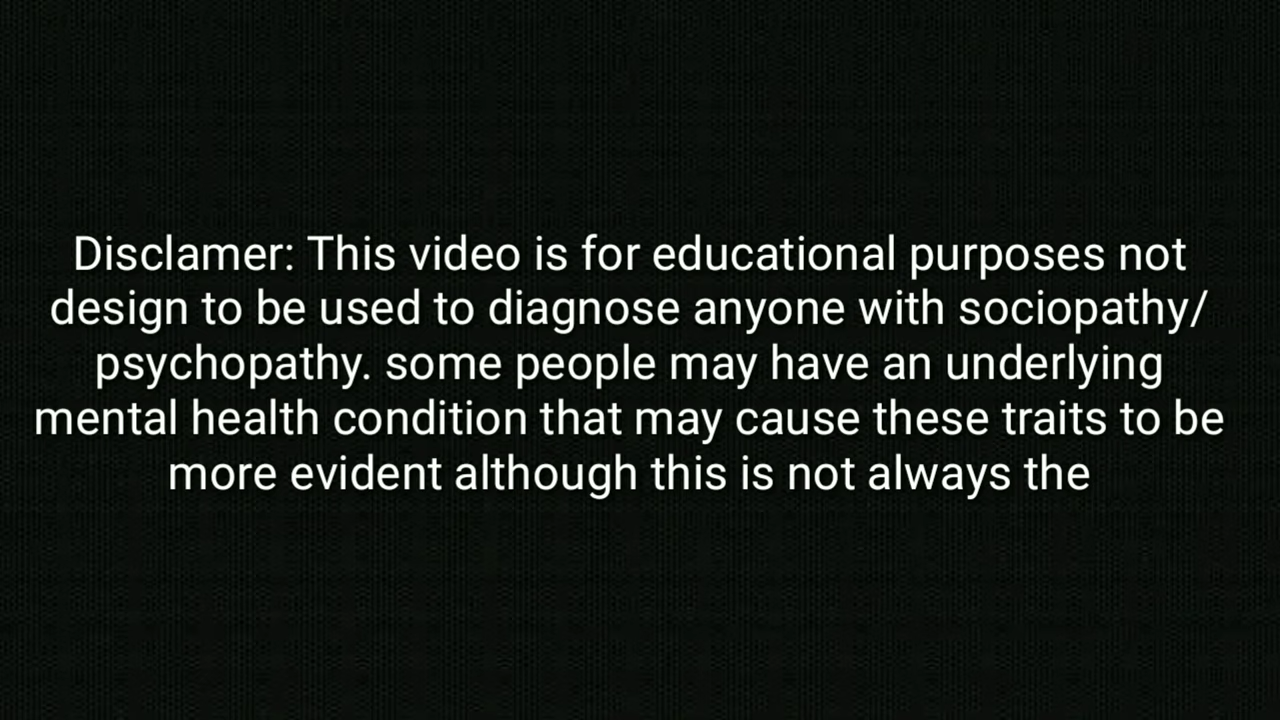 Disclamer: This video is for educational purposes not
design to be used to diagnose anyone with sociopathy/
psychopathy. some people may have an underlying
mental health condition that may cause these traits to be
more evident although this is not always the